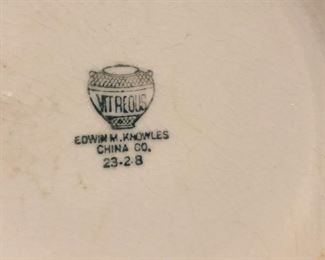 VITREOUS
EDWIN M. KNOWLES
CHINA CO.
23-2-8